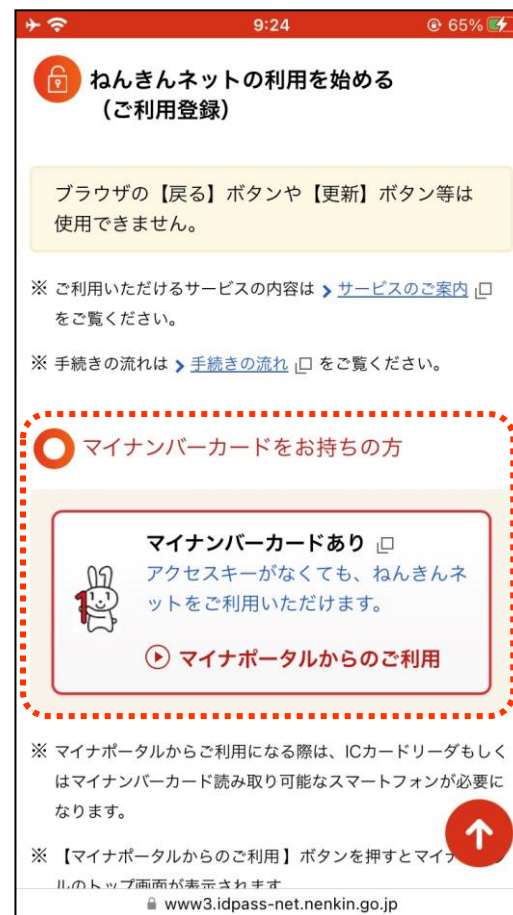 9:24
65%
ねんきんネットの利用を始める
(ご利用登録)
ブラウザの【戻る】ボタンや【更新】ボタン等は
使用できません。
※ ご利用いただけるサービスの内容は サービスのご案内
をご覧ください。
※ 手続きの流れは 手続きの流れ をご覧ください。
マイナンバーカードをお持ちの方
マイナンバーカードあり
アクセスキーがなくても、ねんきんネ
ットをご利用いただけます。
1
マイナポータルからのご利用
※ マイナポータルからご利用になる際は、ICカードリーダもしく
はマイナンバーカード読み取り可能なスマートフォンが必要に
なります。
※ 【マイナポータルからのご利用】ボタンを押すとマイナ
ルのトップ画面が表示されます
www3.idpass-net.nenkin.go.jp